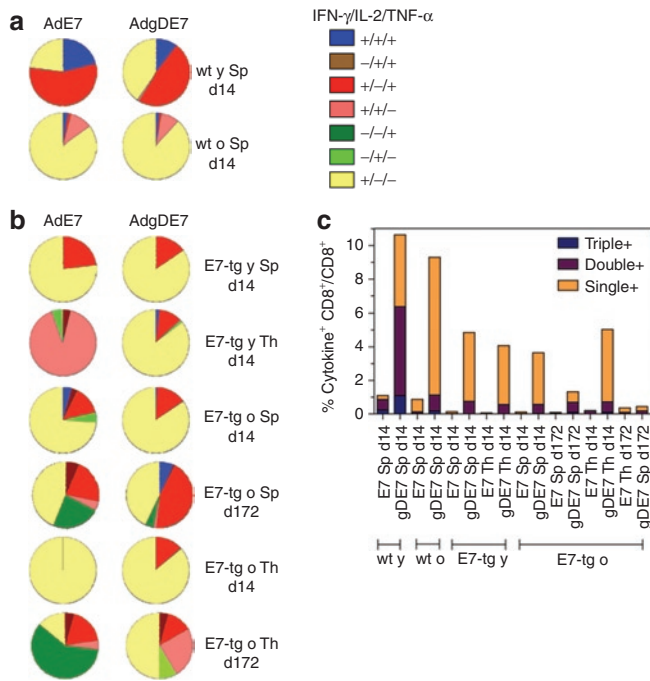 a
AdE7 AdgDE7
wt y Sp
d14
wt o Sp
d14
IFN-γ/IL-2/TNF-α
+/+/+
−/+/+
+/−/+
+/+/−
−/−/+
−/+/−
+/−/−
b
AdE7 AdgDE7
E7-tg y Sp
d14
E7-tg y Th
d14
E7-tg o Sp
d14
E7-tg o Sp
d172
E7-tg o Th
d14
E7-tg o Th
d172
c
% Cytokine⁺ CD8⁺/CD8⁺
10
8
6
4
2
0
Triple+
Double+
Single+
E7 Sp d14
gDE7 Sp d14
E7 Sp d14
gDE7 Sp d14
E7 Sp d14
gDE7 Sp d14
E7 Th d14
gDE7 Th d14
E7 Sp d14
gDE7 Sp d14
E7 Sp d172
gDE7 Sp d172
E7 Th d14
gDE7 Th d14
E7 Th d172
gDE7 Sp d172
wt y wt o E7-tg y E7-tg o